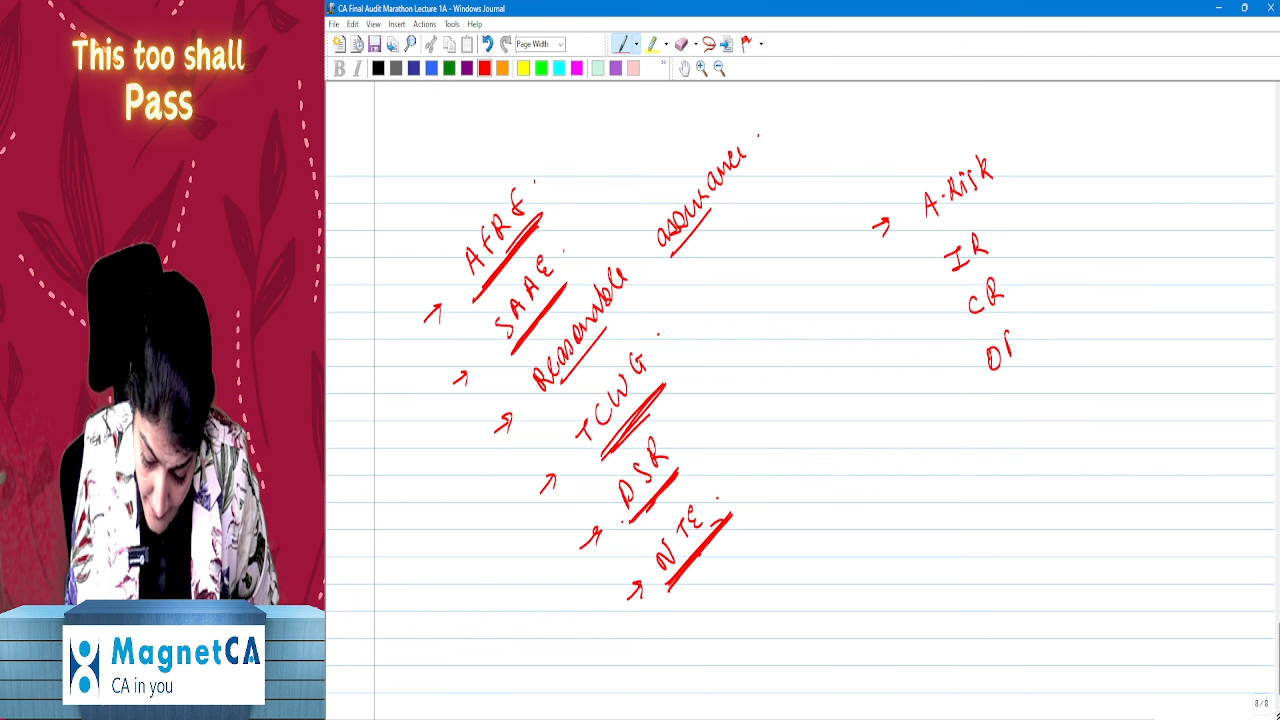 This too shall
Pass
CA Final Audit Marathon Lecture 1A - Windows Journal
File Edit View Insert Actions Tools Help
Page Width
B I
AFRF.
SAAE.
Reasonable assurance.
TCWG.
DSR
NTE.
A.Risk
IR
CR
MagnetCA
CA in you
8 / 8